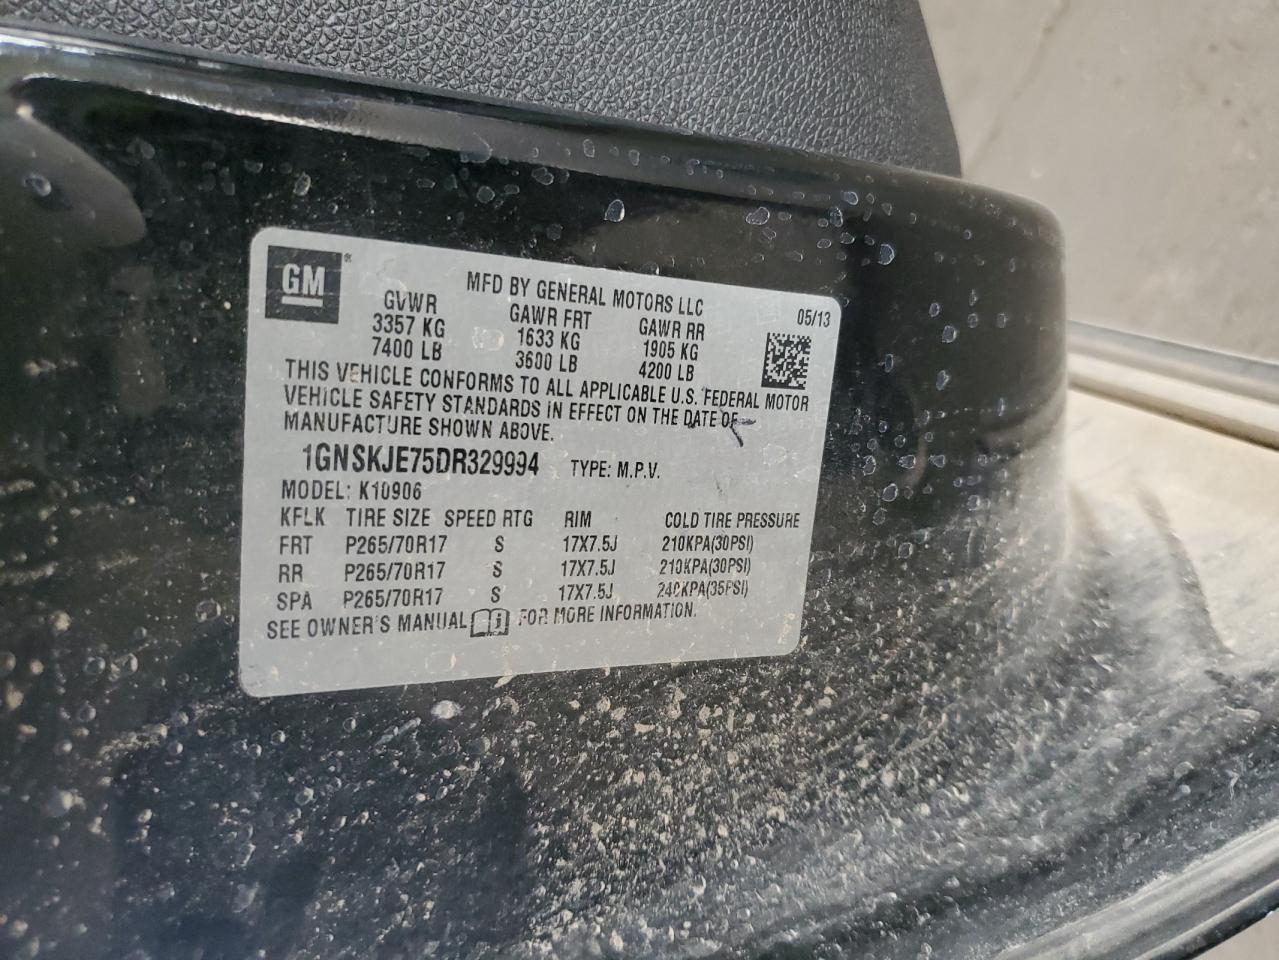 GM
MFD BY GENERAL MOTORS LLC 05/13
GVWR GAWR FRT GAWR RR
3357 KG 1633 KG 1905 KG
7400 LB 3600 LB 4200 LB
THIS VEHICLE CONFORMS TO ALL APPLICABLE U.S. FEDERAL MOTOR
VEHICLE SAFETY STANDARDS IN EFFECT ON THE DATE OF
MANUFACTURE SHOWN ABOVE.
1GNSKJE75DR329994 TYPE: M.P.V.
MODEL: K10906
KFLK TIRE SIZE SPEED RTG RIM COLD TIRE PRESSURE
FRT P265/70R17 S 17X7.5J 210KPA(30PSI)
RR P265/70R17 S 17X7.5J 210KPA(30PSI)
SPA P265/70R17 S 17X7.5J 240KPA(35PSI)
SEE OWNER'S MANUAL FOR MORE INFORMATION.